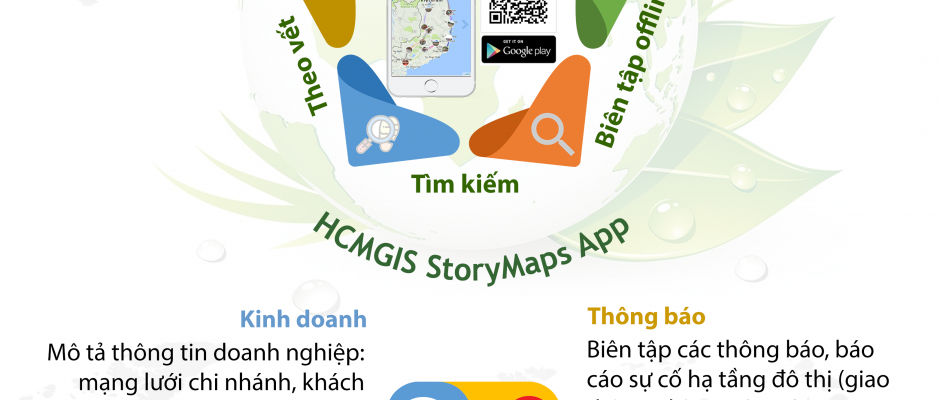 GET IT ON
Google play
Theo vết
Biên tập offline
Tìm kiếm
HCMGIS StoryMaps App
Kinh doanh
Mô tả thông tin doanh nghiệp:
mạng lưới chi nhánh, khách
Thông báo
Biên tập các thông báo, báo
cáo sự cố hạ tầng đô thị (giao